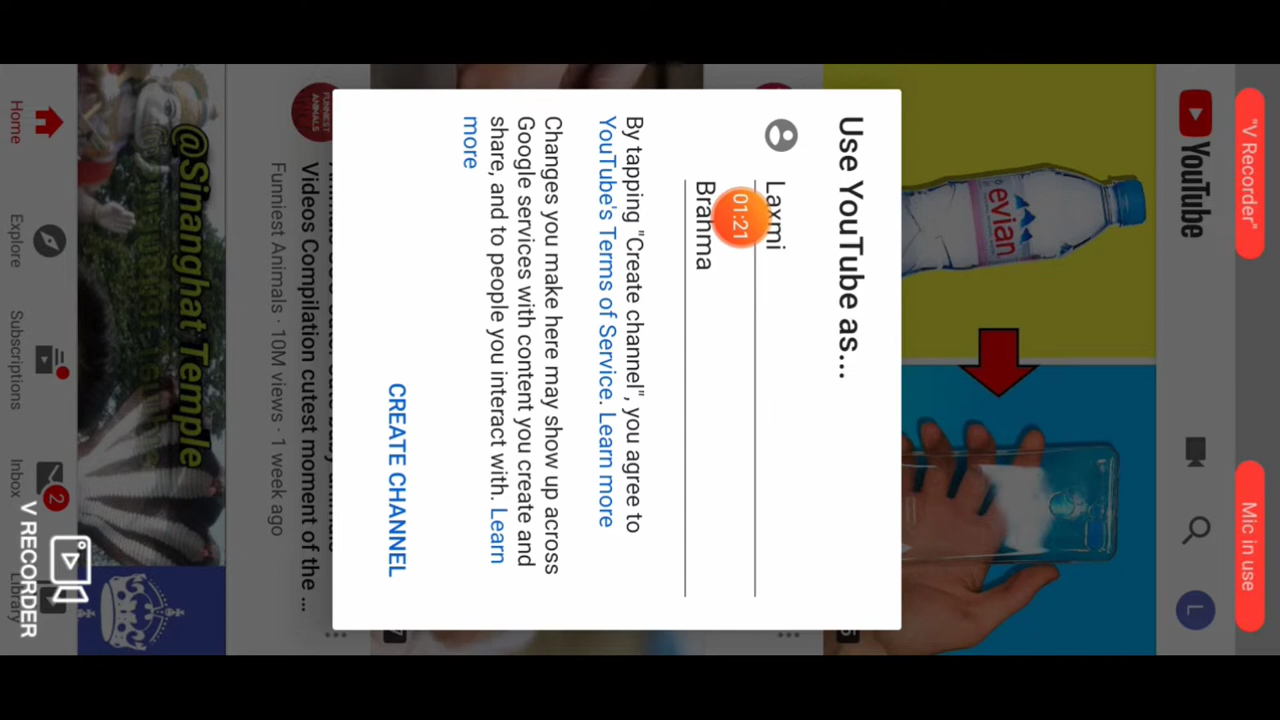 "V Recorder"
Mic in use
YouTube
L
evian
Use YouTube as...
Laxmi
01:21
Brahma
By tapping "Create channel", you agree to
YouTube's Terms of Service. Learn more
Changes you make here may show up across
Google services with content you create and
share, and to people you interact with. Learn
more
CREATE CHANNEL
FUNNIEST
ANIMALS
Videos Compilation cutest moment of the ...
Funniest Animals · 10M views · 1 week ago
@Sinanghat Temple
Home
Explore
Subscriptions
2
Inbox
Library
V RECORDER